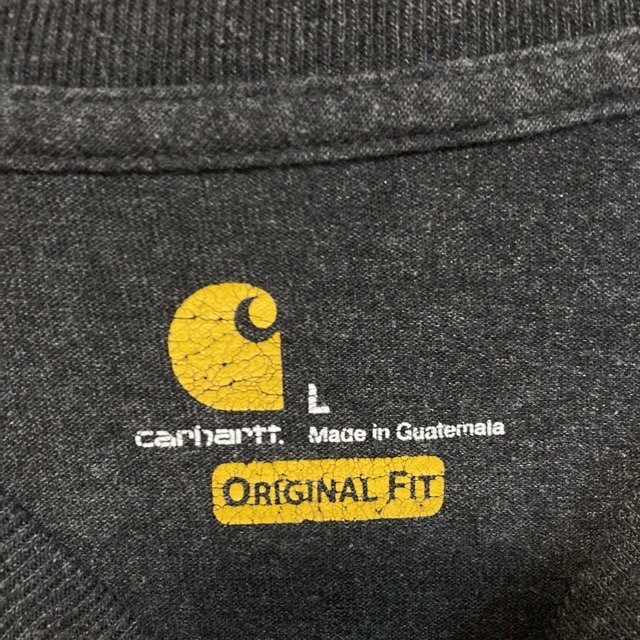 L
carhartt. Made in Guatemala
ORIGINAL FIT